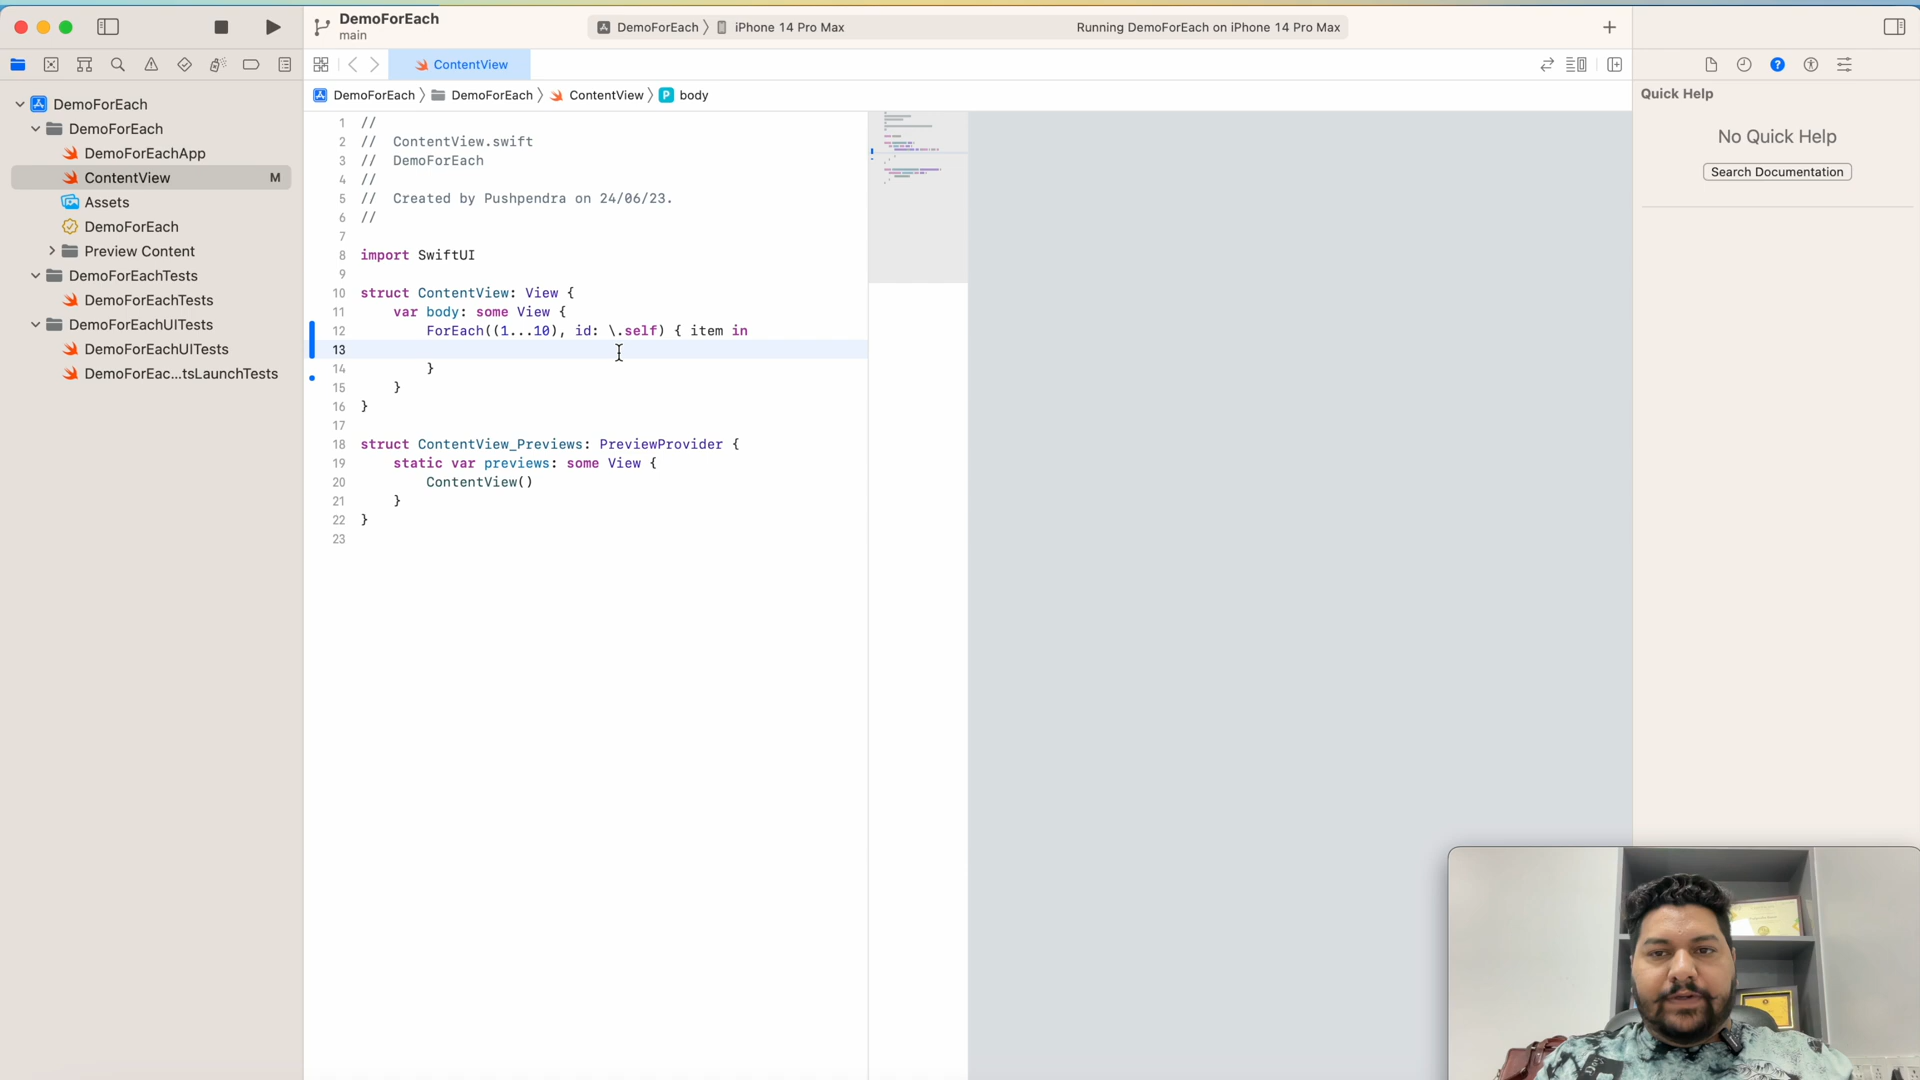 DemoForEach
main
DemoForEach
iPhone 14 Pro Max
Running DemoForEach on iPhone 14 Pro Max
ContentView
DemoForEach
DemoForEach
ContentView
P body
Quick Help
No Quick Help
Search Documentation
DemoForEach
DemoForEach
DemoForEachApp
ContentView M
Assets
DemoForEach
Preview Content
DemoForEachTests
DemoForEachTests
DemoForEachUITests
DemoForEachUITests
DemoForEac...tsLaunchTests
1 //
2 //  ContentView.swift
3 //  DemoForEach
4 //
5 //  Created by Pushpendra on 24/06/23.
6 //
7
8 import SwiftUI
9
10 struct ContentView: View {
11     var body: some View {
12         ForEach((1...10), id: \.self) { item in
13
14         }
15     }
16 }
17
18 struct ContentView_Previews: PreviewProvider {
19     static var previews: some View {
20         ContentView()
21     }
22 }
23